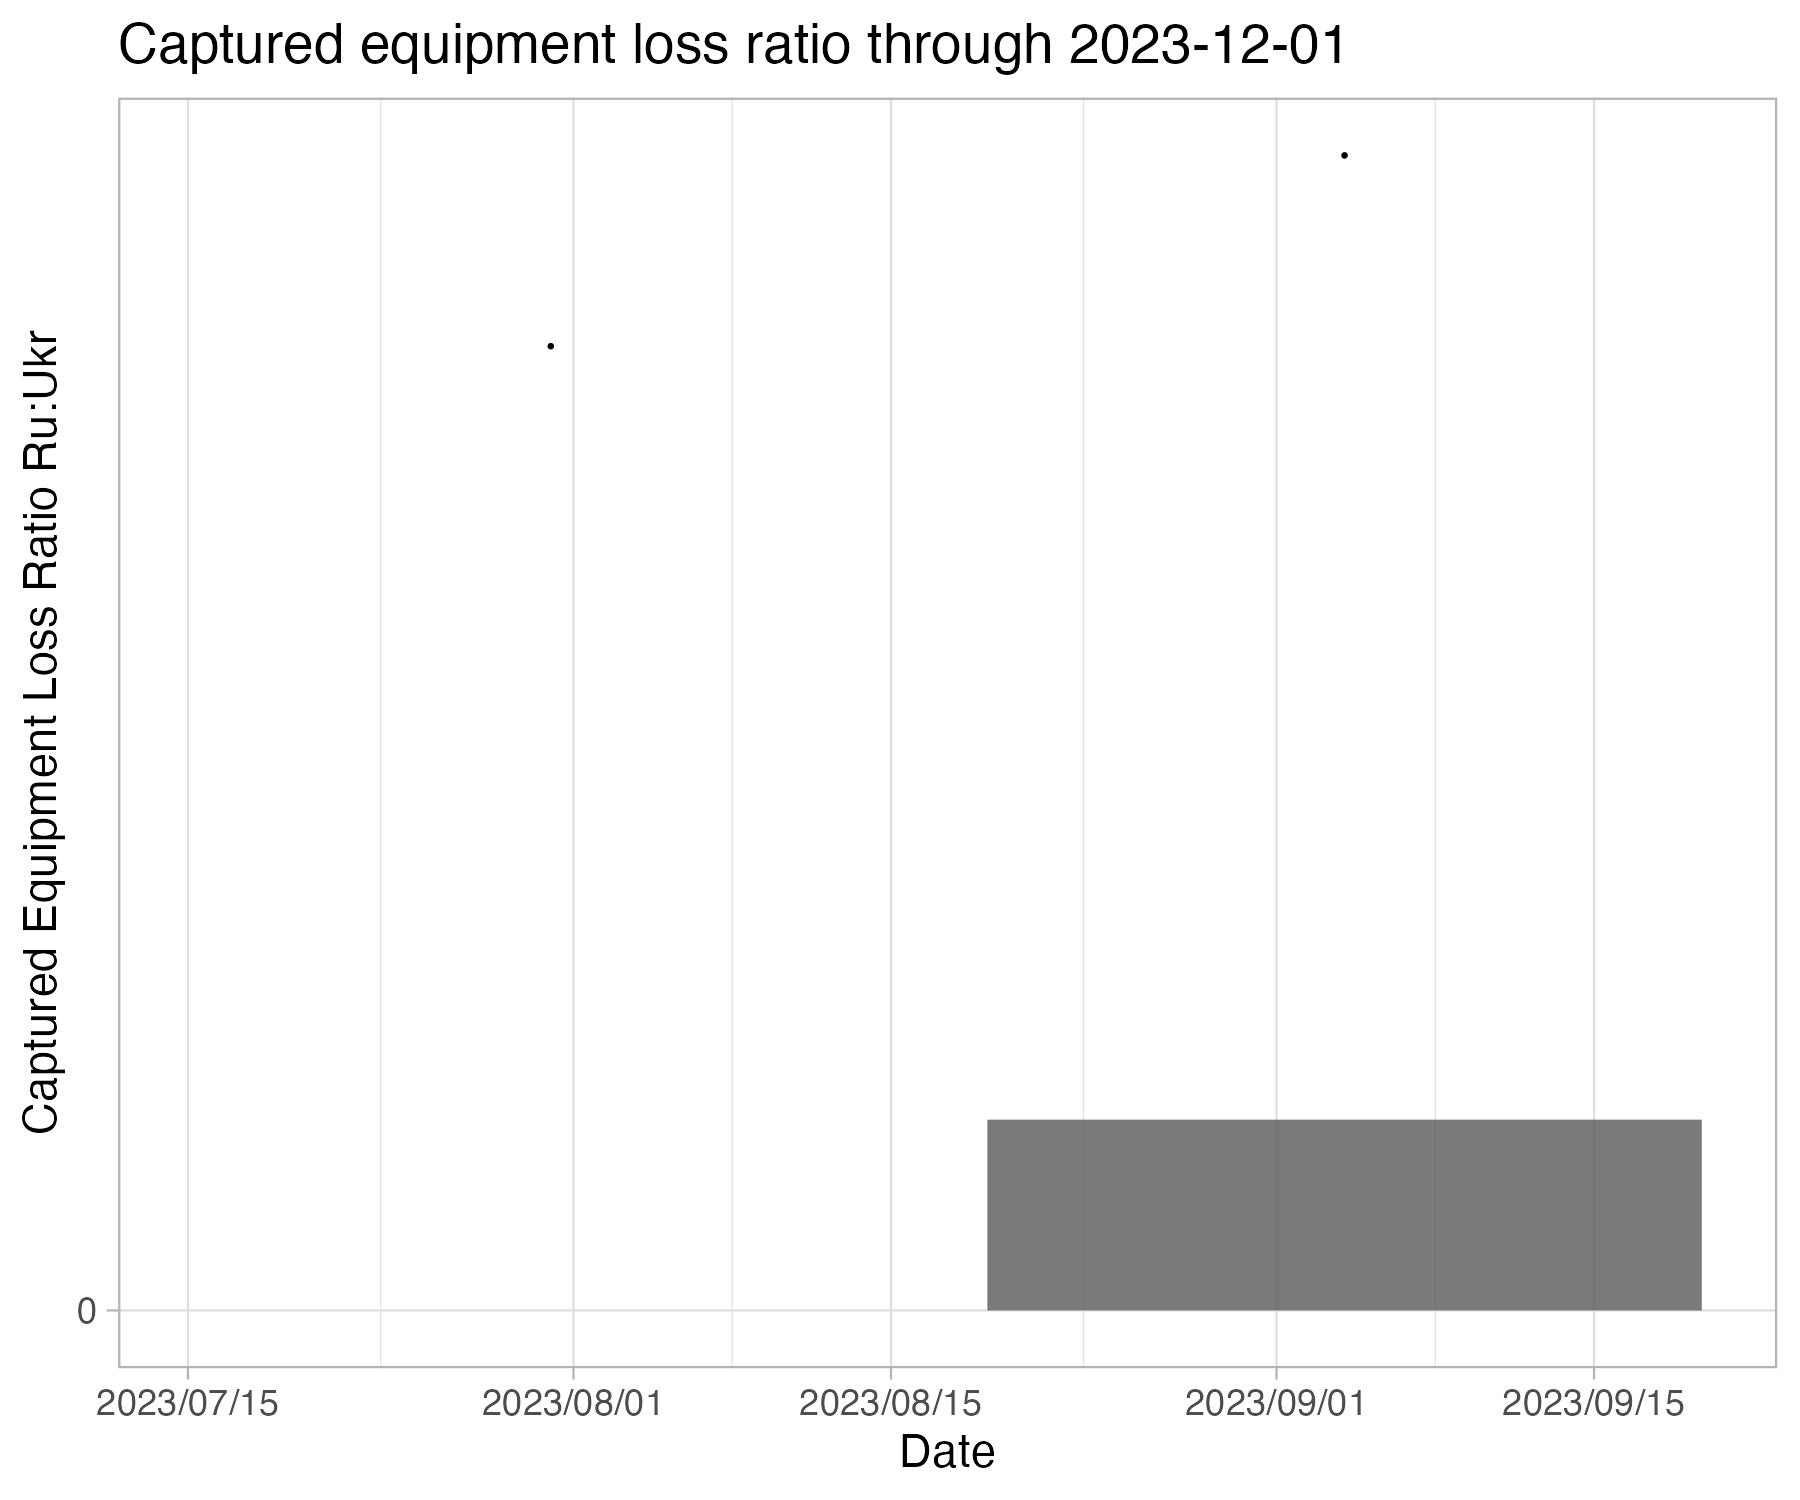 Captured equipment loss ratio through 2023-12-01
Captured Equipment Loss Ratio Ru:Ukr
0
2023/07/15
2023/08/01
2023/08/15
2023/09/01
2023/09/15
Date